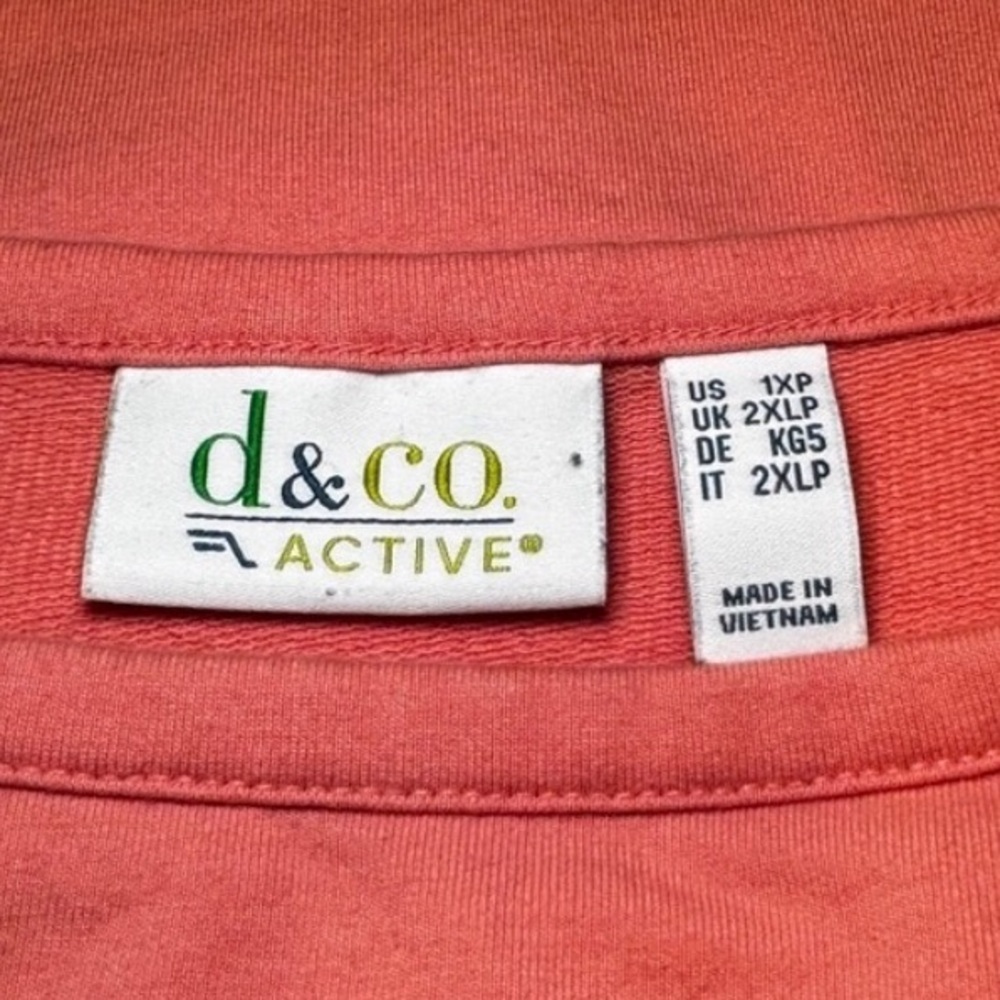 d&co.
ACTIVE®
US 1XP
UK 2XLP
DE KG5
IT 2XLP
MADE IN
VIETNAM